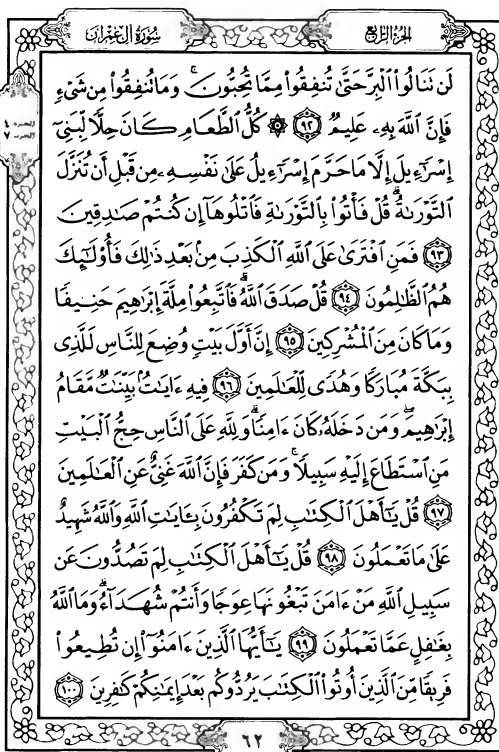 سُورَةُ آلِ عِمْرَانَ
الجُزْءُ الرَّابِعُ
لَن تَنَالُوا۟ ٱلْبِرَّ حَتَّىٰ تُنفِقُوا۟ مِمَّا تُحِبُّونَ ۚ وَمَا تُنفِقُوا۟ مِن شَىْءٍ
فَإِنَّ ٱللَّهَ بِهِۦ عَلِيمٌ ٩٢ ۞ كُلُّ ٱلطَّعَامِ كَانَ حِلًّا لِّبَنِىٓ
إِسْرَٰٓءِيلَ إِلَّا مَا حَرَّمَ إِسْرَٰٓءِيلُ عَلَىٰ نَفْسِهِۦ مِن قَبْلِ أَن تُنَزَّلَ
ٱلتَّوْرَىٰةُ ۗ قُلْ فَأْتُوا۟ بِٱلتَّوْرَىٰةِ فَٱتْلُوهَآ إِن كُنتُمْ صَٰدِقِينَ
٩٣ فَمَنِ ٱفْتَرَىٰ عَلَى ٱللَّهِ ٱلْكَذِبَ مِنۢ بَعْدِ ذَٰلِكَ فَأُو۟لَٰٓئِكَ
هُمُ ٱلظَّٰلِمُونَ ٩٤ قُلْ صَدَقَ ٱللَّهُ ۗ فَٱتَّبِعُوا۟ مِلَّةَ إِبْرَٰهِيمَ حَنِيفًا
وَمَا كَانَ مِنَ ٱلْمُشْرِكِينَ ٩٥ إِنَّ أَوَّلَ بَيْتٍ وُضِعَ لِلنَّاسِ لَلَّذِى
بِبَكَّةَ مُبَارَكًا وَهُدًى لِّلْعَٰلَمِينَ ٩٦ فِيهِ ءَايَٰتٌۢ بَيِّنَٰتٌ مَّقَامُ
إِبْرَٰهِيمَ ۖ وَمَن دَخَلَهُۥ كَانَ ءَامِنًا ۗ وَلِلَّهِ عَلَى ٱلنَّاسِ حِجُّ ٱلْبَيْتِ
مَنِ ٱسْتَطَاعَ إِلَيْهِ سَبِيلًا ۚ وَمَن كَفَرَ فَإِنَّ ٱللَّهَ غَنِىٌّ عَنِ ٱلْعَٰلَمِينَ
٩٧ قُلْ يَٰٓأَهْلَ ٱلْكِتَٰبِ لِمَ تَكْفُرُونَ بِـَٔايَٰتِ ٱللَّهِ وَٱللَّهُ شَهِيدٌ
عَلَىٰ مَا تَعْمَلُونَ ٩٨ قُلْ يَٰٓأَهْلَ ٱلْكِتَٰبِ لِمَ تَصُدُّونَ عَن
سَبِيلِ ٱللَّهِ مَنْ ءَامَنَ تَبْغُونَهَا عِوَجًا وَأَنتُمْ شُهَدَآءُ ۗ وَمَا ٱللَّهُ
بِغَٰفِلٍ عَمَّا تَعْمَلُونَ ٩٩ يَٰٓأَيُّهَا ٱلَّذِينَ ءَامَنُوٓا۟ إِن تُطِيعُوا۟
فَرِيقًا مِّنَ ٱلَّذِينَ أُوتُوا۟ ٱلْكِتَٰبَ يَرُدُّوكُم بَعْدَ إِيمَٰنِكُمْ كَٰفِرِينَ ١٠٠
٦٢